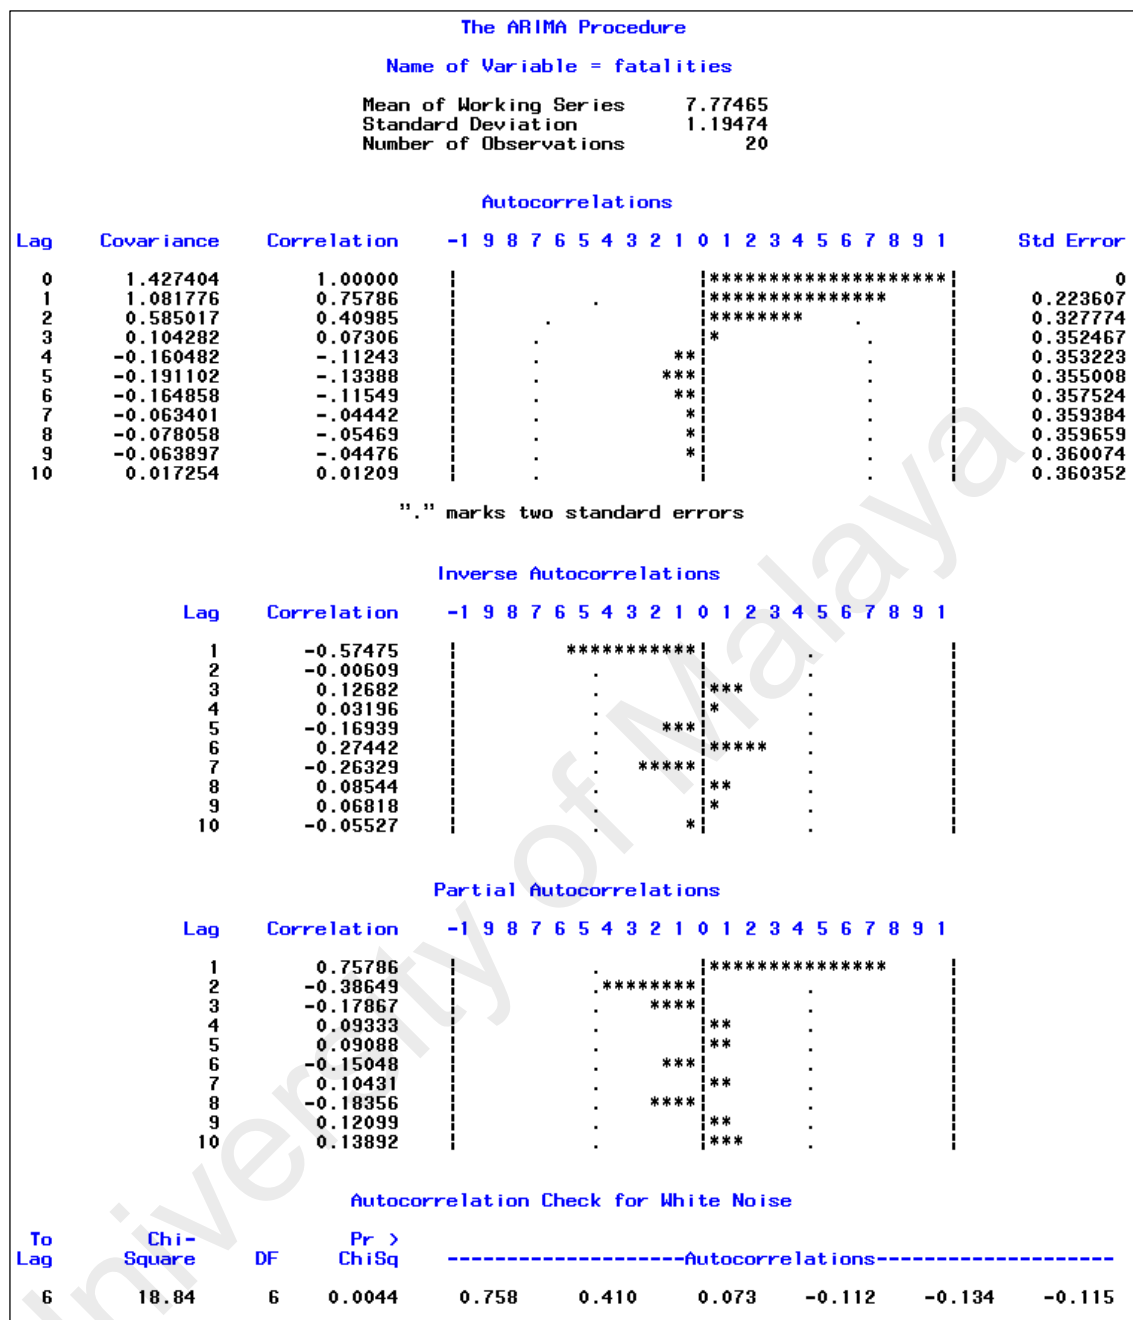 The ARIMA Procedure
Name of Variable = fatalities
Mean of Working Series 7.77465
Standard Deviation 1.19474
Number of Observations 20
Autocorrelations
Lag Covariance Correlation -1 9 8 7 6 5 4 3 2 1 0 1 2 3 4 5 6 7 8 9 1 Std Error
0 1.427404 1.00000 | |********************| 0
1 1.081776 0.75786 | . |*************** | 0.223607
2 0.585017 0.40985 | . |******** . | 0.327774
3 0.104282 0.07306 | . |* . | 0.352467
4 -0.160482 -.11243 | . **| . | 0.353223
5 -0.191102 -.13388 | . ***| . | 0.355008
6 -0.164858 -.11549 | . **| . | 0.357524
7 -0.063401 -.04442 | . *| . | 0.359384
8 -0.078058 -.05469 | . *| . | 0.359659
9 -0.063897 -.04476 | . *| . | 0.360074
10 0.017254 0.01209 | . | . | 0.360352
"." marks two standard errors
Inverse Autocorrelations
Lag Correlation -1 9 8 7 6 5 4 3 2 1 0 1 2 3 4 5 6 7 8 9 1
1 -0.57475 | ***********| . |
2 -0.00609 | . | . |
3 0.12682 | . |*** . |
4 0.03196 | . |* . |
5 -0.16939 | . ***| . |
6 0.27442 | . |***** . |
7 -0.26329 | . *****| . |
8 0.08544 | . |** . |
9 0.06818 | . |* . |
10 -0.05527 | . *| . |
Partial Autocorrelations
Lag Correlation -1 9 8 7 6 5 4 3 2 1 0 1 2 3 4 5 6 7 8 9 1
1 0.75786 | . |*************** |
2 -0.38649 | .********| . |
3 -0.17867 | . ****| . |
4 0.09333 | . |** . |
5 0.09088 | . |** . |
6 -0.15048 | . ***| . |
7 0.10431 | . |** . |
8 -0.18356 | . ****| . |
9 0.12099 | . |** . |
10 0.13892 | . |*** . |
Autocorrelation Check for White Noise
To Chi- Pr >
Lag Square DF ChiSq --------------------Autocorrelations--------------------
6 18.84 6 0.0044 0.758 0.410 0.073 -0.112 -0.134 -0.115
University of Malaya